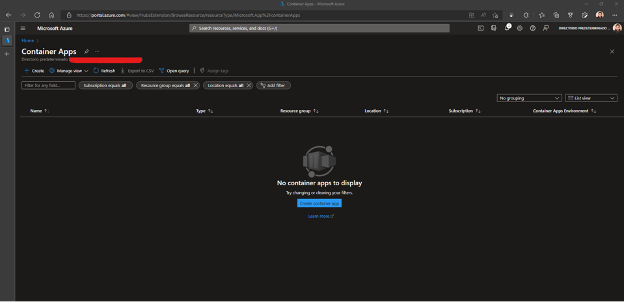 Container Apps - Microsoft Azure
https://portal.azure.com/#view/HubsExtension/BrowseResource/resourceType/Microsoft.App%2FcontainerApps
Microsoft Azure
Search resources, services, and docs (G+/)
Home
Container Apps
Directorio predeterminado
Create
Manage view
Refresh
Export to CSV
Open query
Assign tags
Filter for any field...
Subscription equals all
Resource group equals all
Location equals all
Add filter
No grouping
List view
Name
Type
Resource group
Location
Subscription
Container Apps Environment
No container apps to display
Try changing or clearing your filters.
Create container app
Learn more